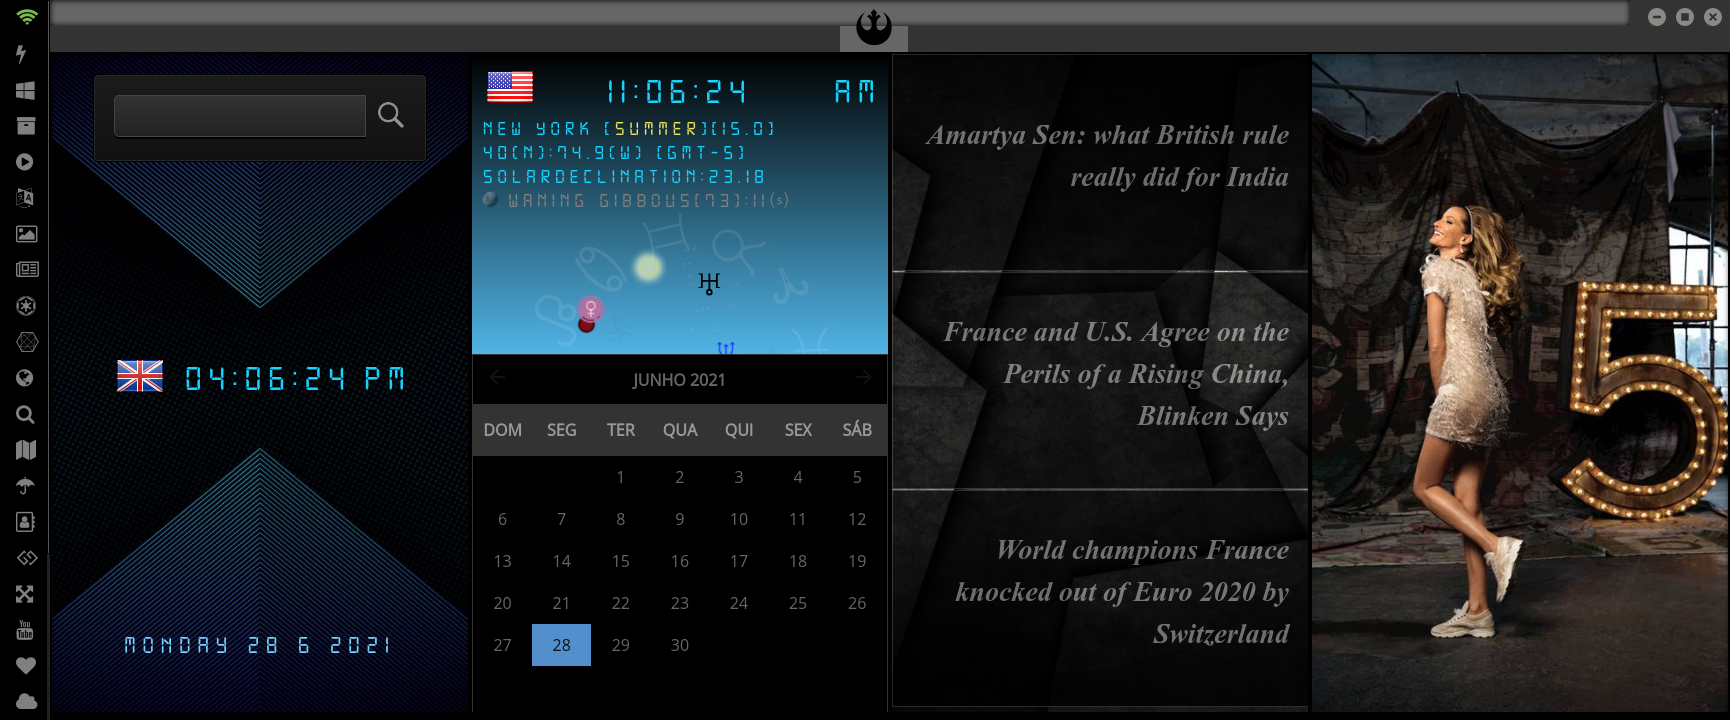 04:06:24 PM
MONDAY 28 6 2021
11:06:24 AM
NEW YORK (SUMMER)(15.0)
40(N):74.9(W) (GMT-5)
SOLARDECLINATION:23.18
WANING GIBBOUS(73):11(s)
JUNHO 2021
DOM SEG TER QUA QUI SEX SÁB
1 2 3 4 5
6 7 8 9 10 11 12
13 14 15 16 17 18 19
20 21 22 23 24 25 26
27 28 29 30
Amartya Sen: what British rule
really did for India
France and U.S. Agree on the
Perils of a Rising China,
Blinken Says
World champions France
knocked out of Euro 2020 by
Switzerland
5
You
Tube